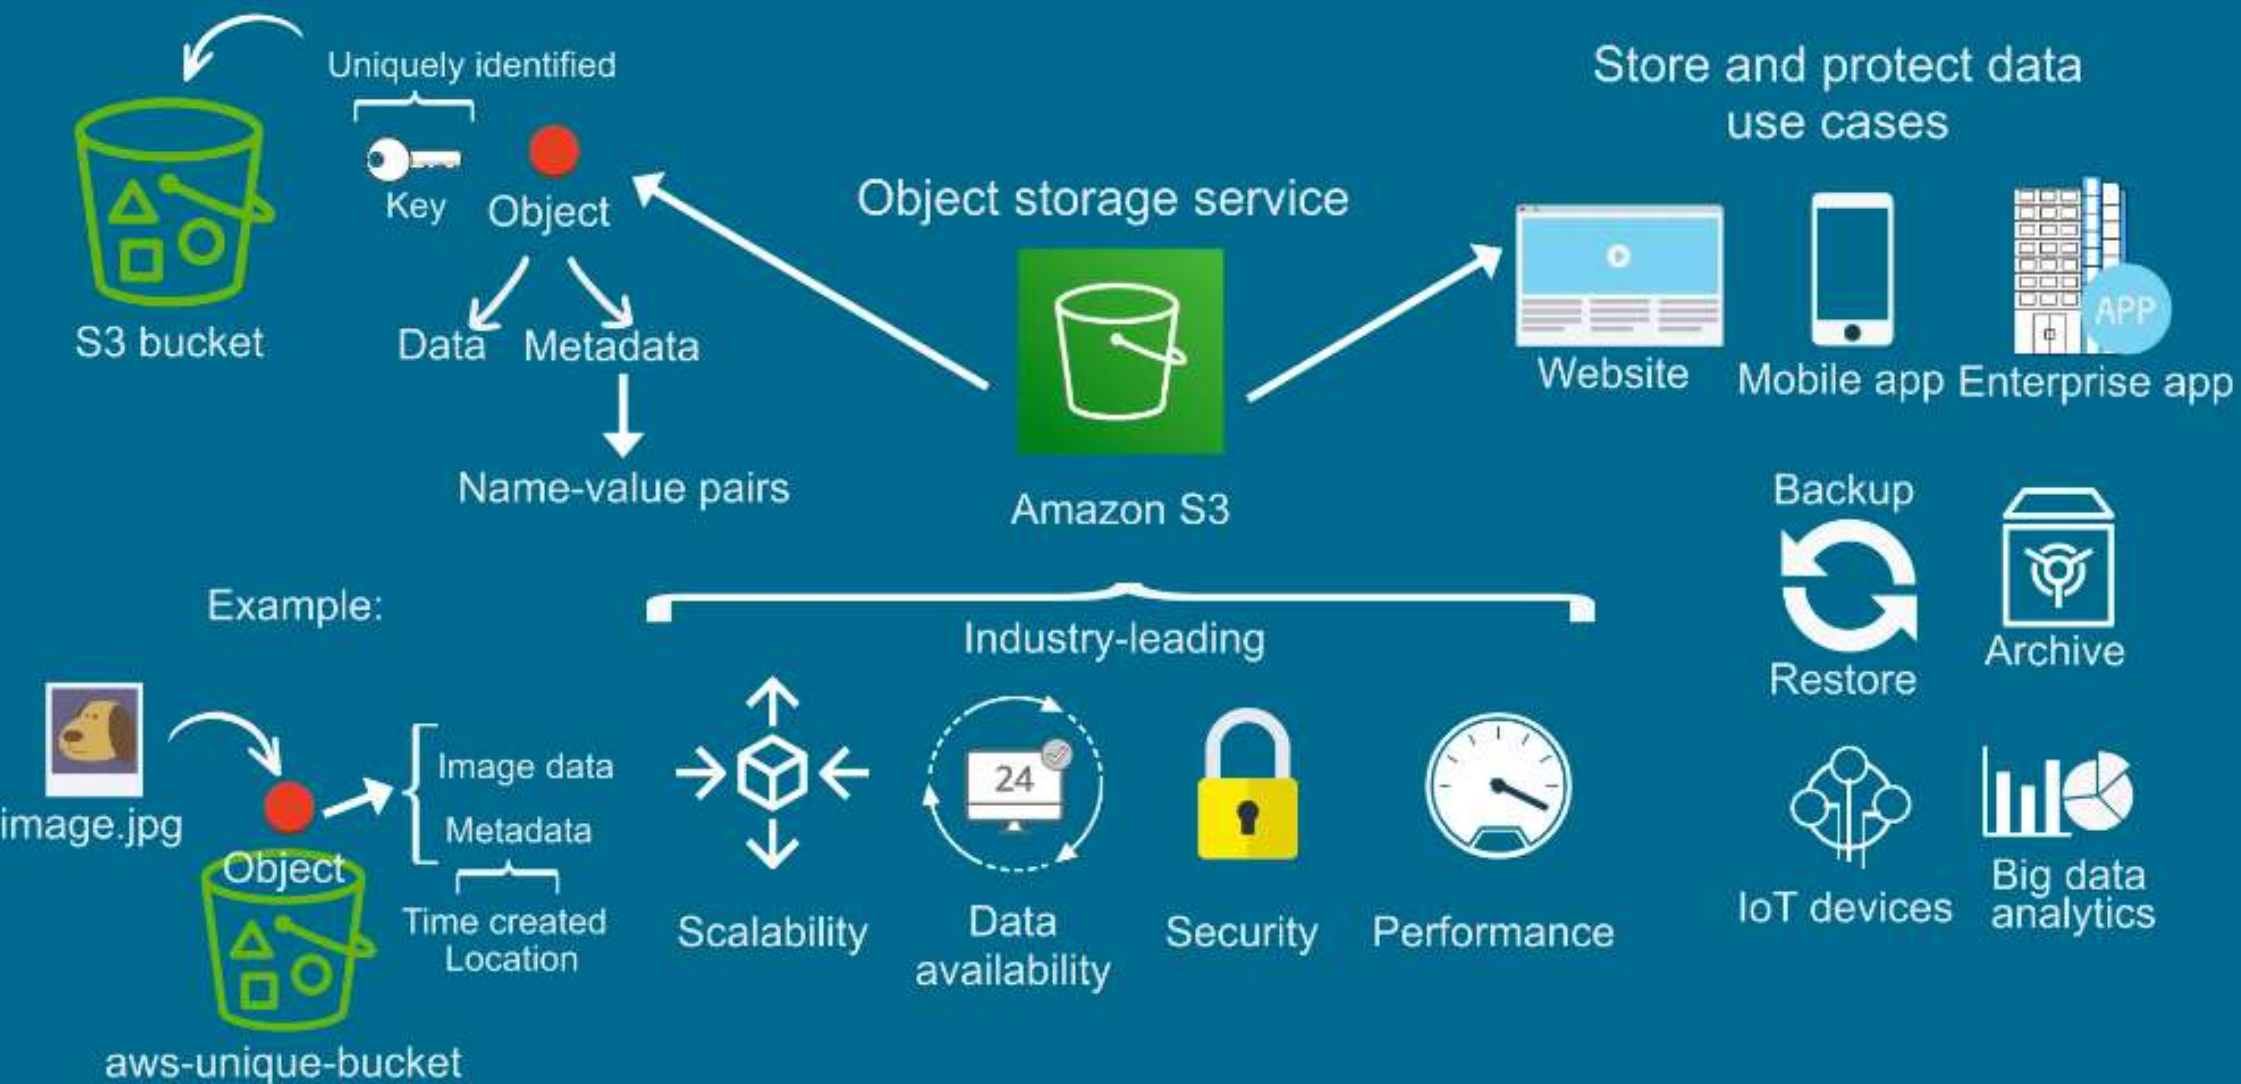 Uniquely identified
Key
Object
S3 bucket
Data
Metadata
Name-value pairs
Object storage service
Amazon S3
Store and protect data
use cases
Website
Mobile app
Enterprise app
APP
Backup
Restore
Archive
IoT devices
Big data
analytics
Example:
image.jpg
Object
aws-unique-bucket
Image data
Metadata
Time created
Location
Industry-leading
Scalability
24
Data
availability
Security
Performance